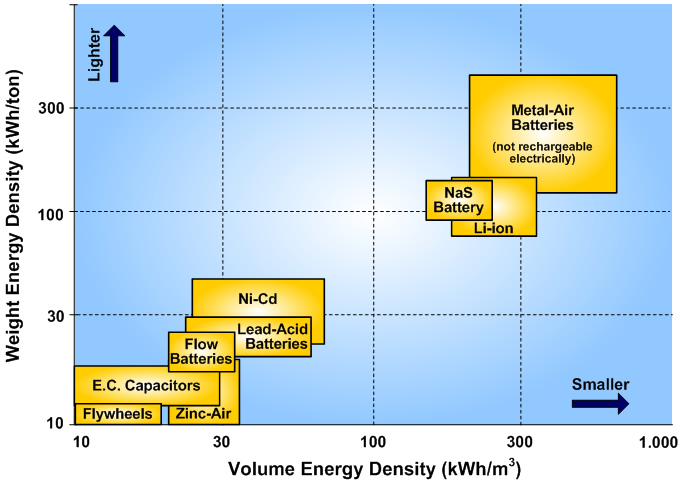 Lighter
Weight Energy Density (kWh/ton)
300
100
30
10
Metal-Air
Batteries
(not rechargeable
electrically)
NaS
Battery
Li-ion
Ni-Cd
Lead-Acid
Batteries
Flow
Batteries
E.C. Capacitors
Flywheels
Zinc-Air
Smaller
10
30
100
300
1.000
Volume Energy Density (kWh/m³)